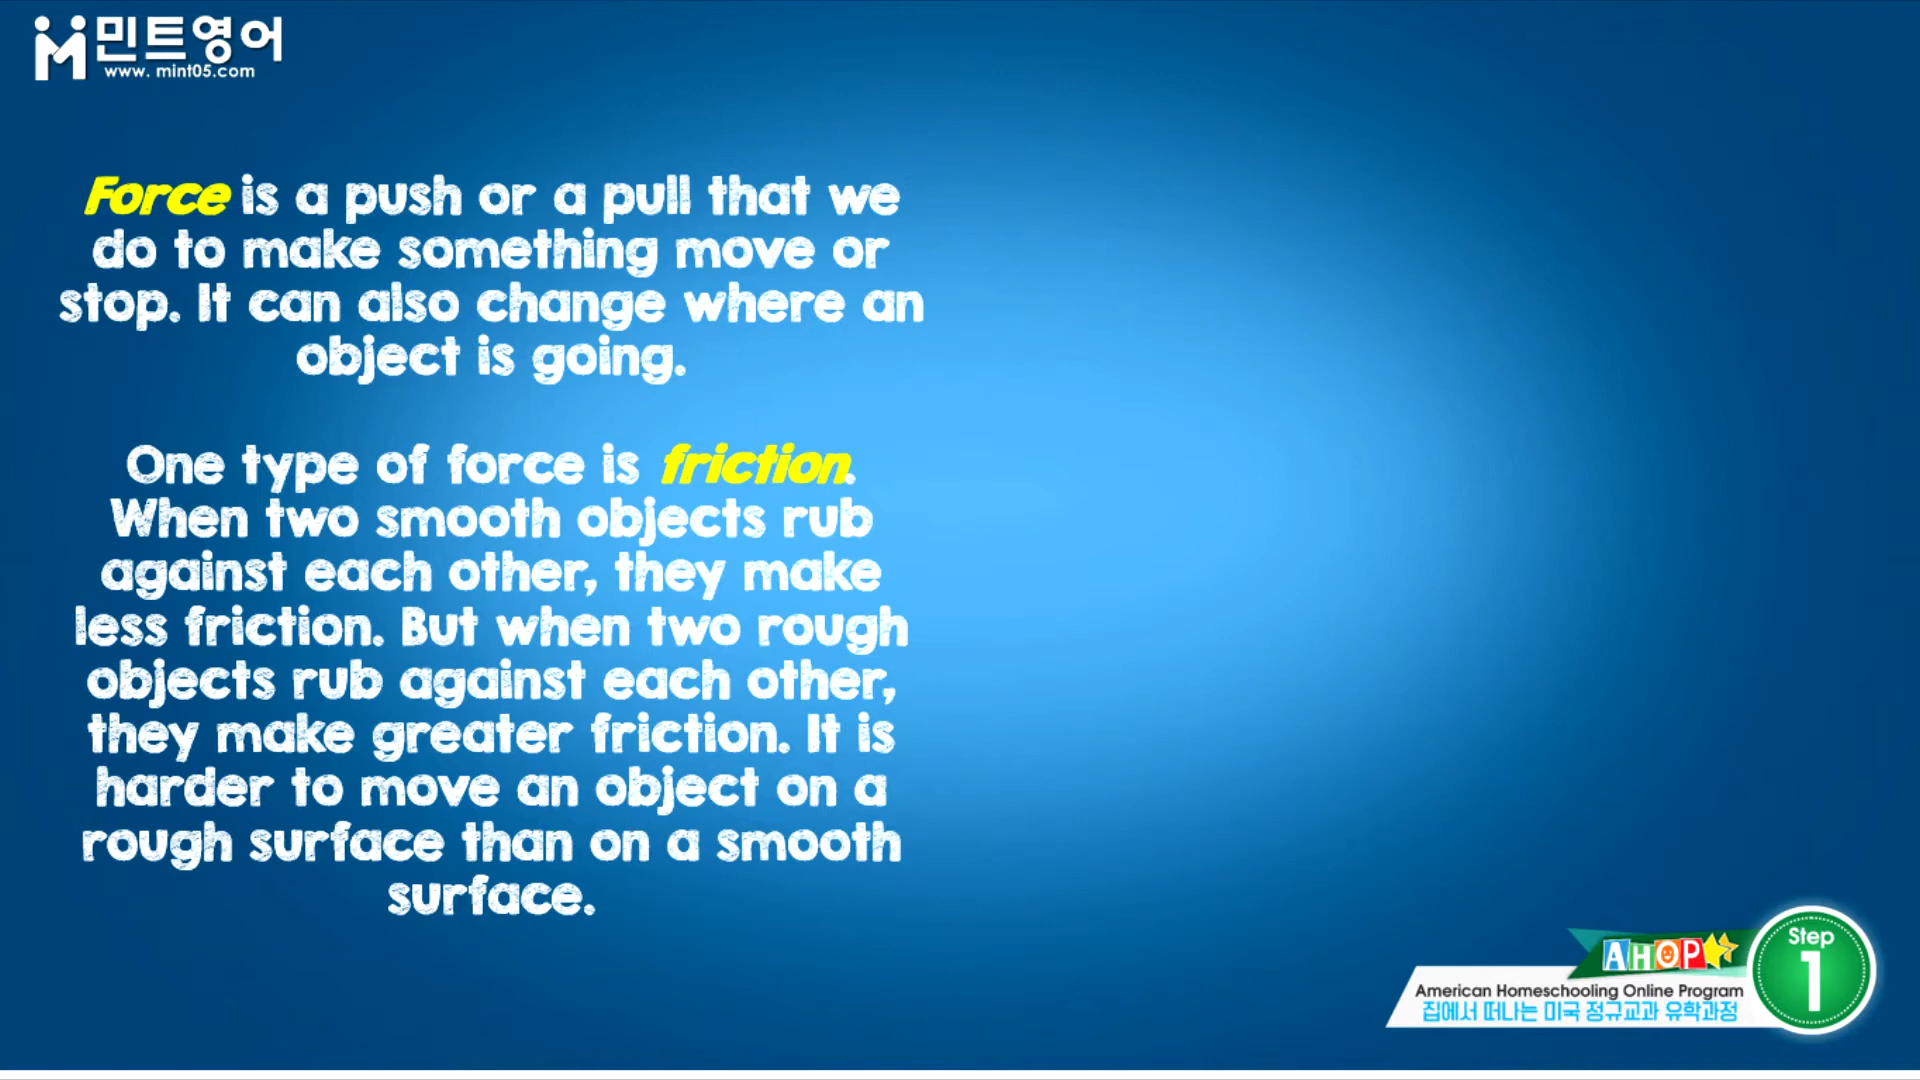 민트영어
www. mint05.com
Force is a push or a pull that we
do to make something move or
stop. It can also change where an
object is going.
One type of force is friction.
When two smooth objects rub
against each other, they make
less friction. But when two rough
objects rub against each other,
they make greater friction. It is
harder to move an object on a
rough surface than on a smooth
surface.
AHOP
Step
1
American Homeschooling Online Program
집에서 떠나는 미국 정규교과 유학과정